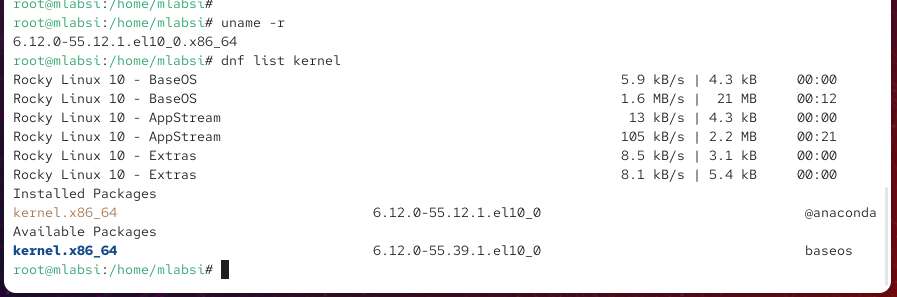 root@mlabsi:/home/mlabsi#
root@mlabsi:/home/mlabsi# uname -r
6.12.0-55.12.1.el10_0.x86_64
root@mlabsi:/home/mlabsi# dnf list kernel
Rocky Linux 10 - BaseOS 5.9 kB/s | 4.3 kB 00:00
Rocky Linux 10 - BaseOS 1.6 MB/s | 21 MB 00:12
Rocky Linux 10 - AppStream 13 kB/s | 4.3 kB 00:00
Rocky Linux 10 - AppStream 105 kB/s | 2.2 MB 00:21
Rocky Linux 10 - Extras 8.5 kB/s | 3.1 kB 00:00
Rocky Linux 10 - Extras 8.1 kB/s | 5.4 kB 00:00
Installed Packages
kernel.x86_64 6.12.0-55.12.1.el10_0 @anaconda
Available Packages
kernel.x86_64 6.12.0-55.39.1.el10_0 baseos
root@mlabsi:/home/mlabsi#